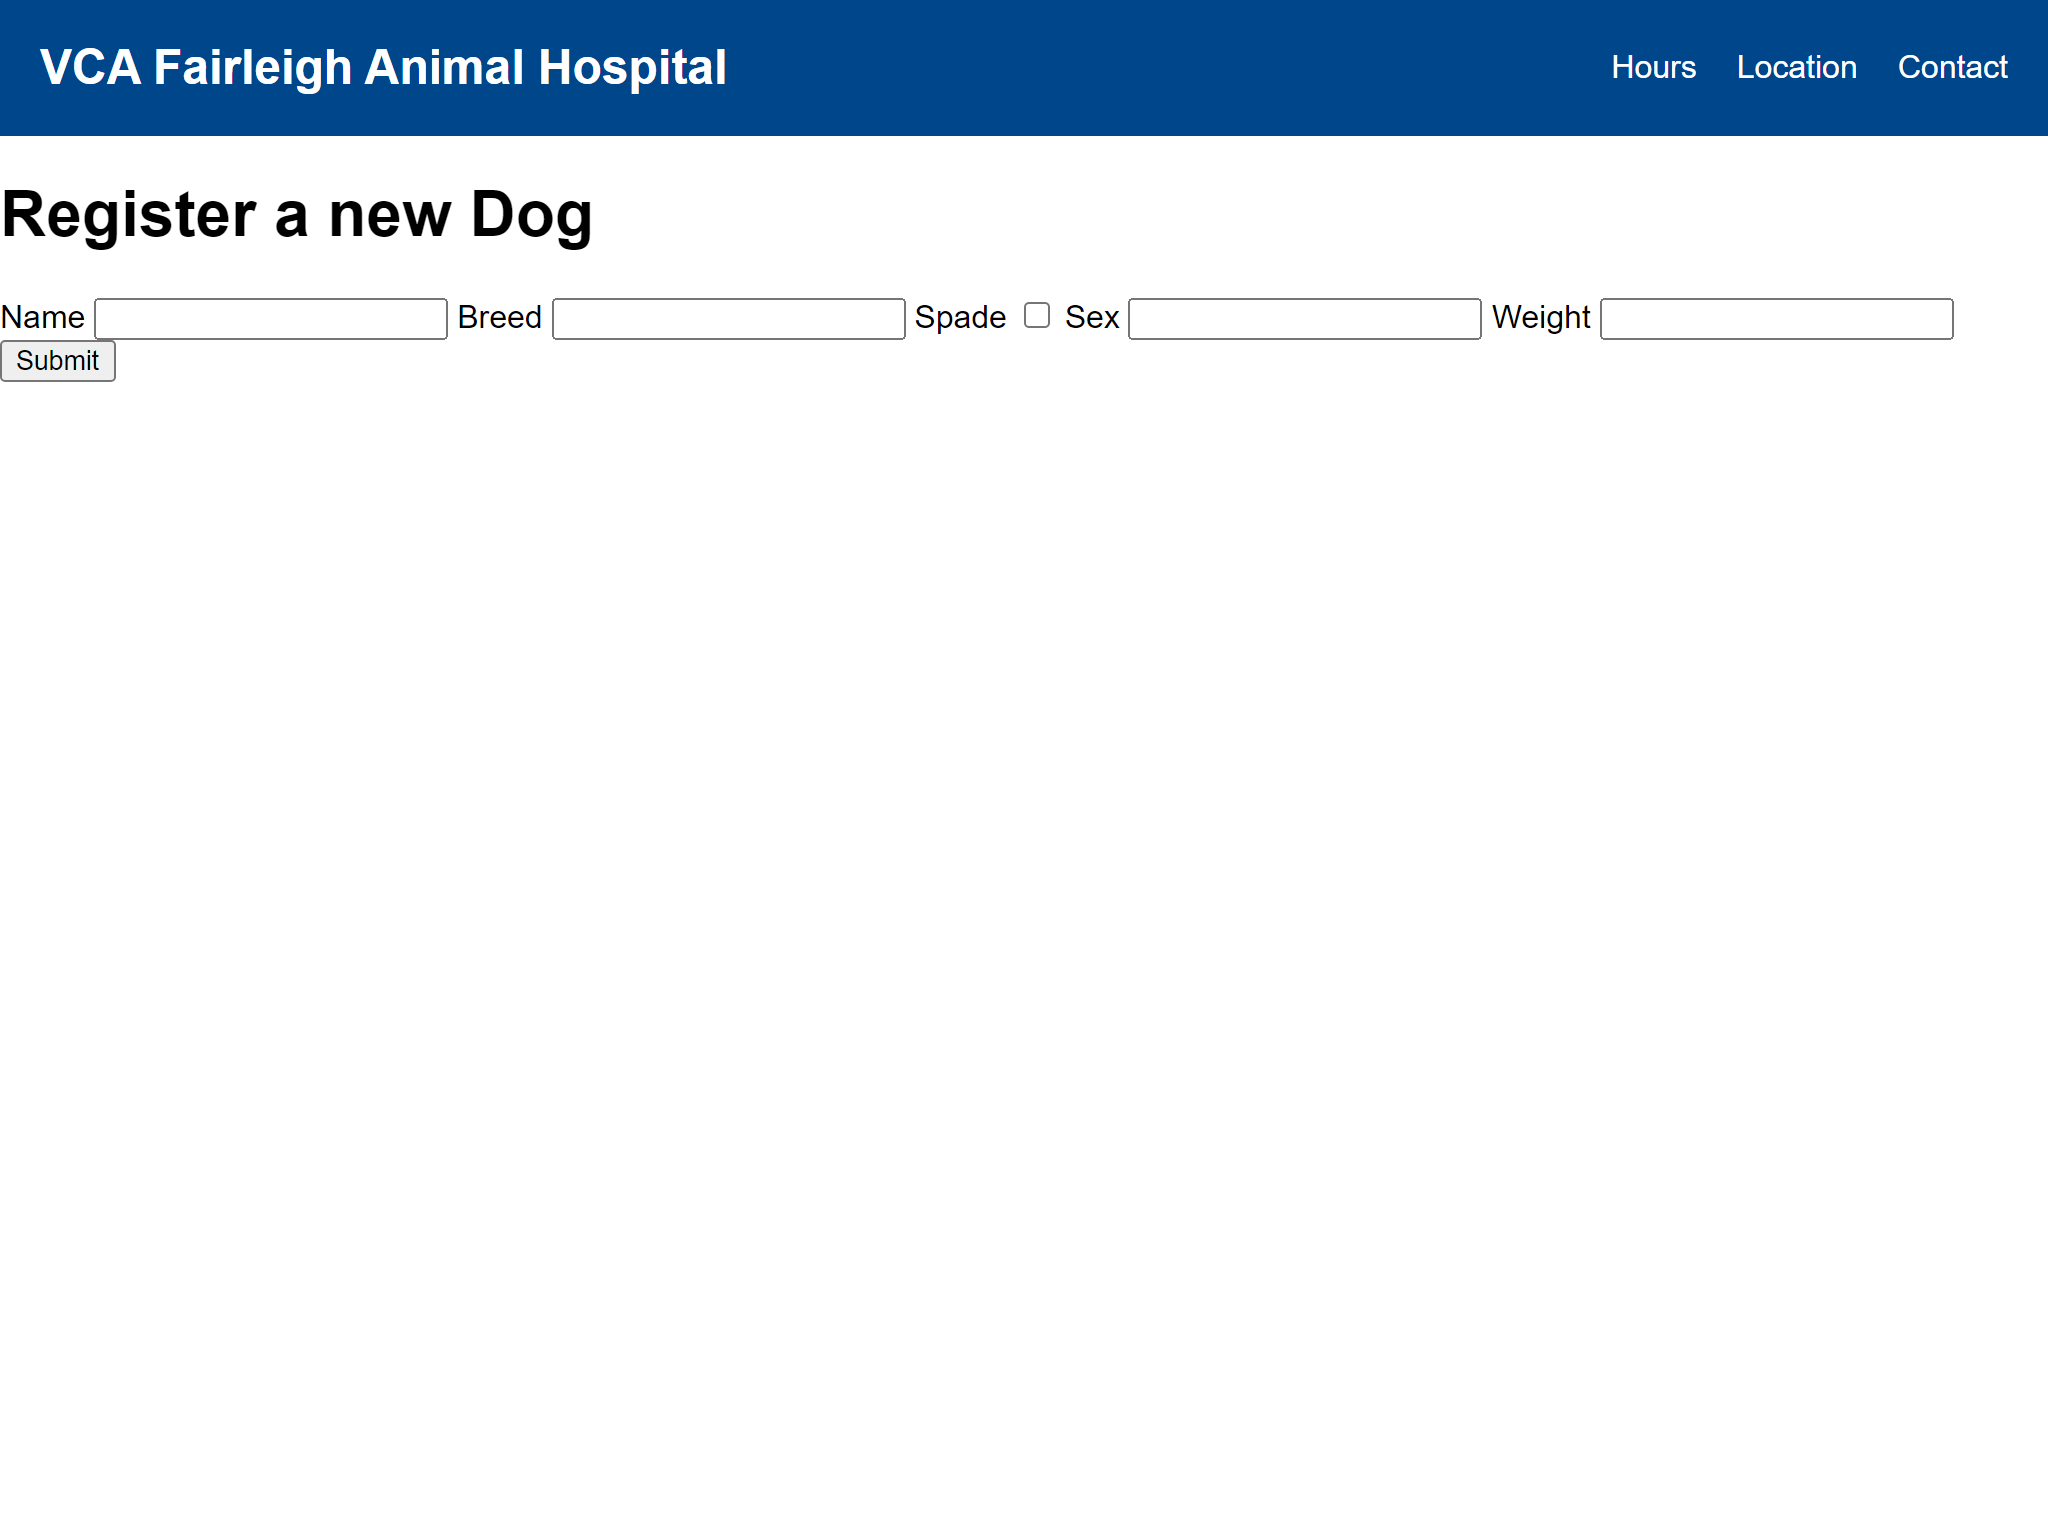 VCA Fairleigh Animal Hospital Hours Location Contact
Register a new Dog
Name Breed Spade Sex Weight
Submit